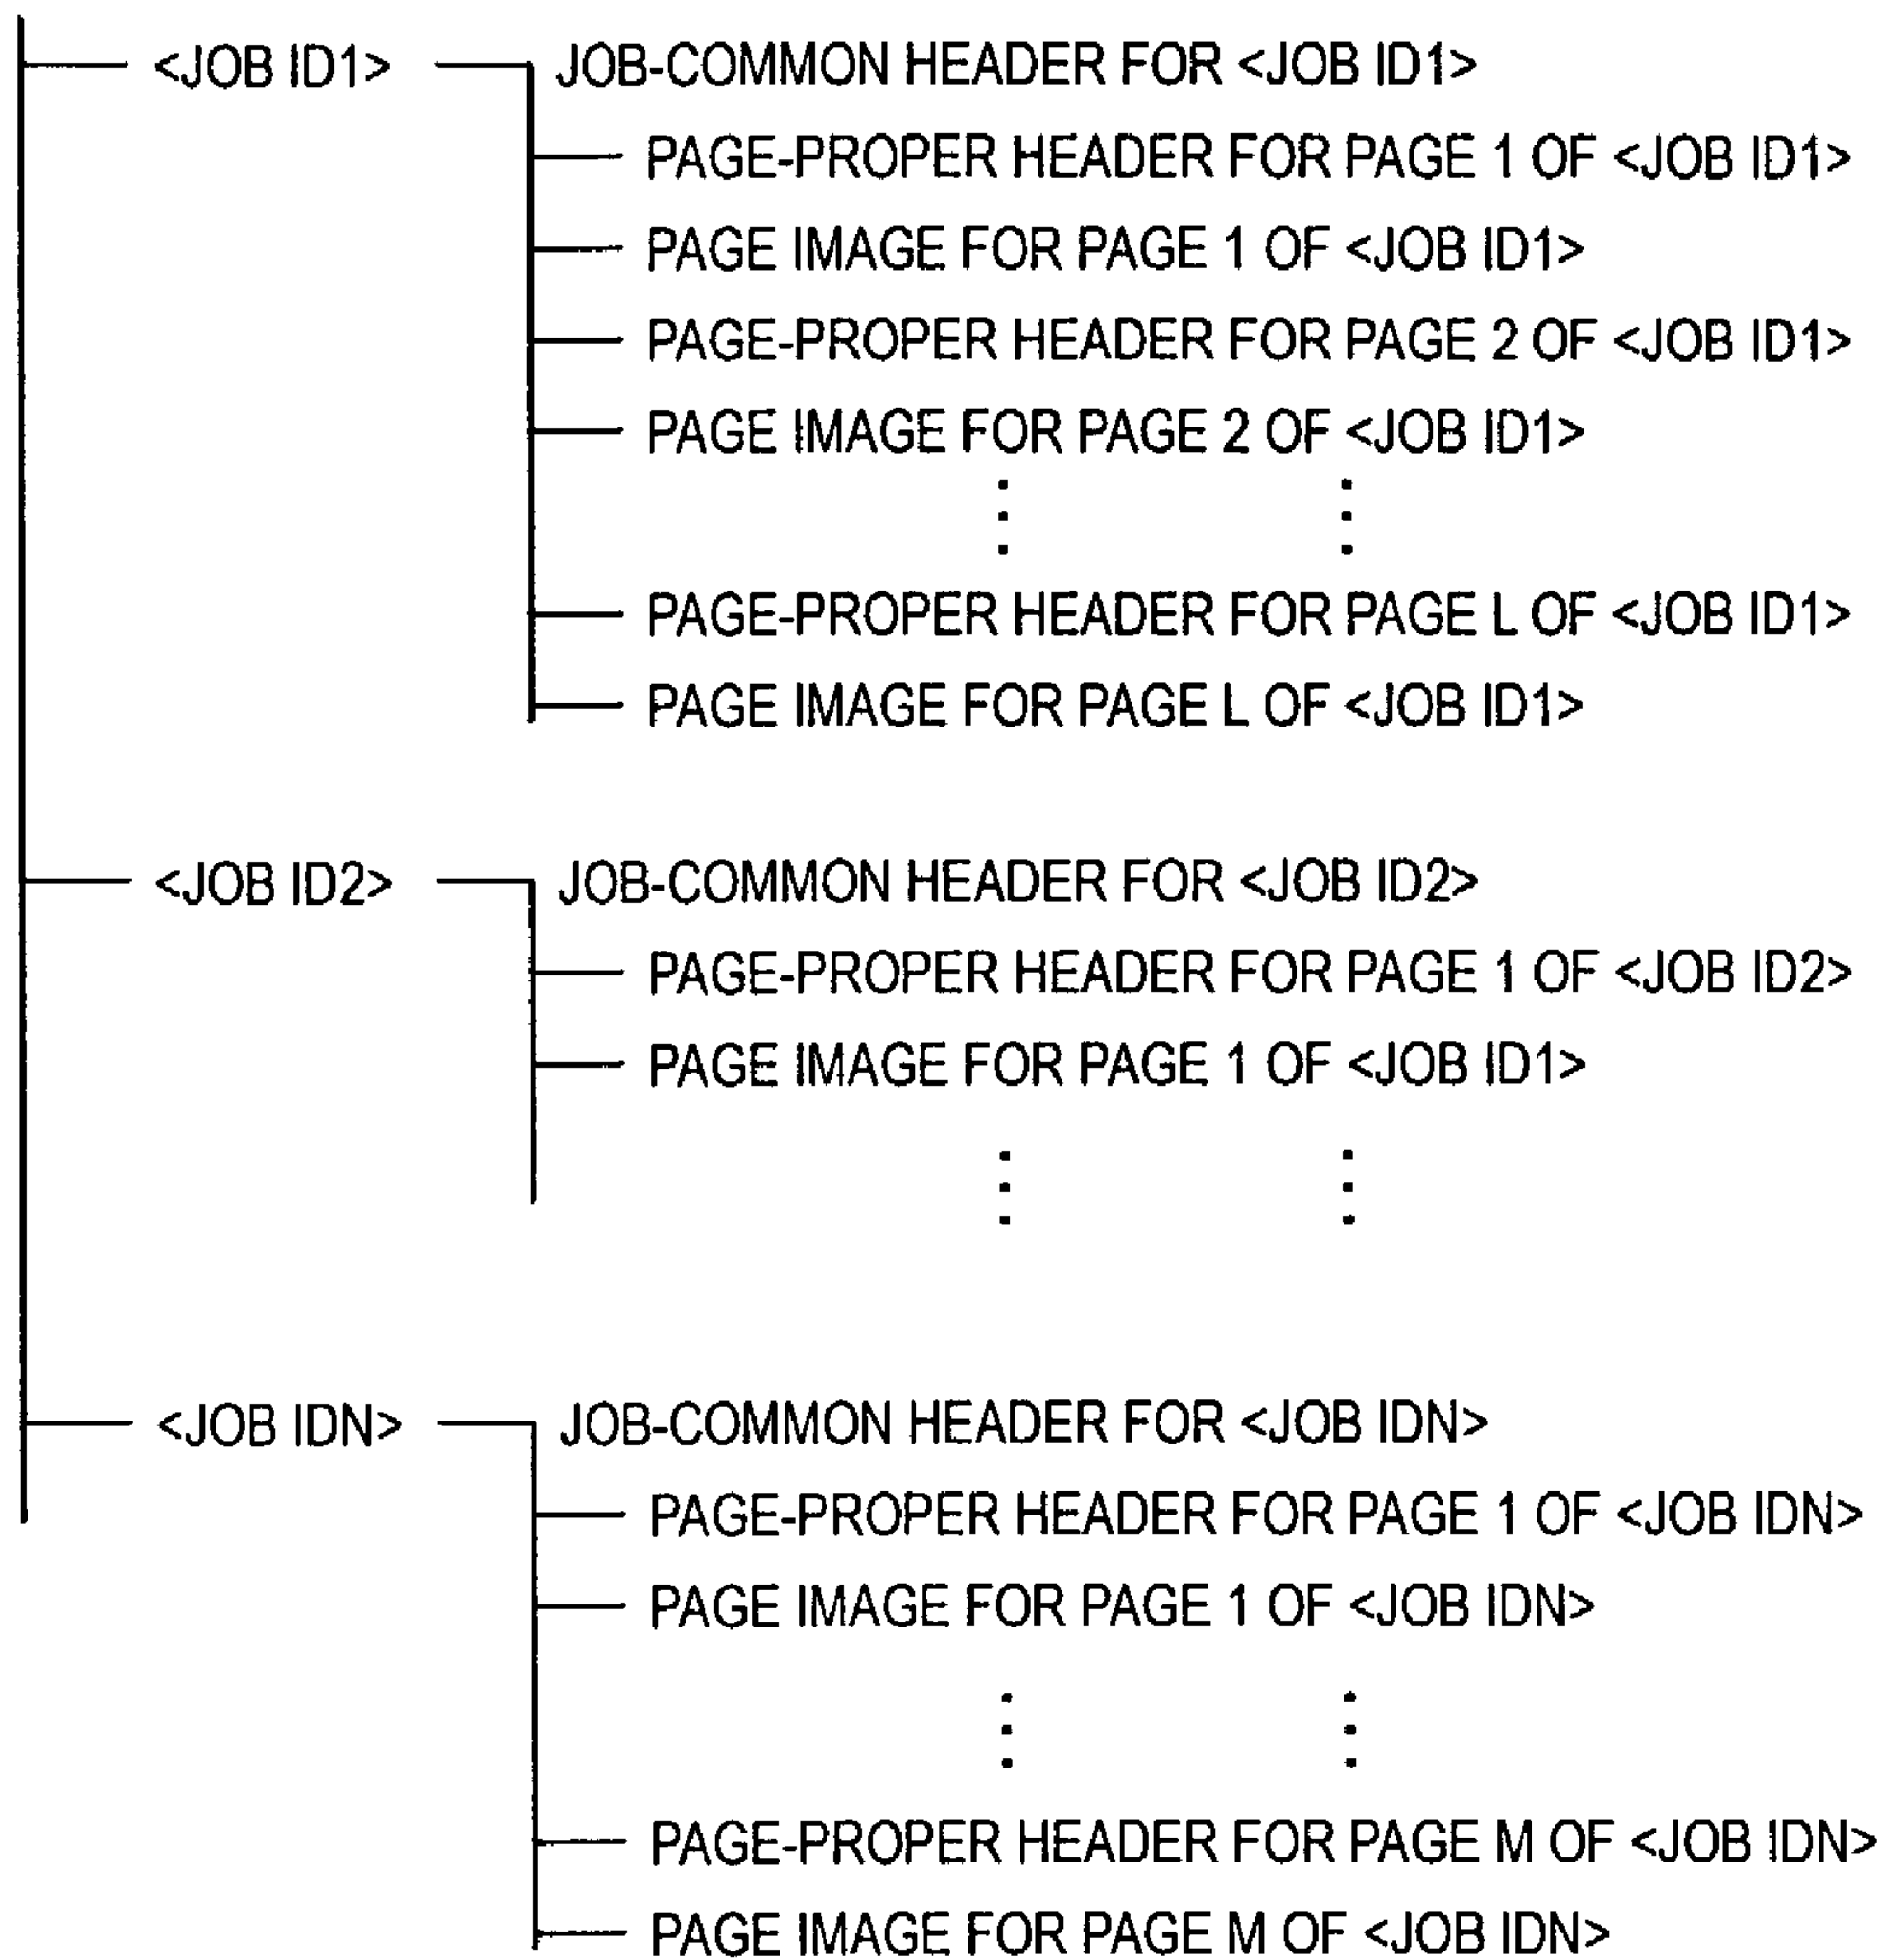 <JOB ID1> JOB-COMMON HEADER FOR <JOB ID1>
PAGE-PROPER HEADER FOR PAGE 1 OF <JOB ID1>
PAGE IMAGE FOR PAGE 1 OF <JOB ID1>
PAGE-PROPER HEADER FOR PAGE 2 OF <JOB ID1>
PAGE IMAGE FOR PAGE 2 OF <JOB ID1>
PAGE-PROPER HEADER FOR PAGE L OF <JOB ID1>
PAGE IMAGE FOR PAGE L OF <JOB ID1>
<JOB ID2> JOB-COMMON HEADER FOR <JOB ID2>
PAGE-PROPER HEADER FOR PAGE 1 OF <JOB ID2>
PAGE IMAGE FOR PAGE 1 OF <JOB ID1>
<JOB IDN> JOB-COMMON HEADER FOR <JOB IDN>
PAGE-PROPER HEADER FOR PAGE 1 OF <JOB IDN>
PAGE IMAGE FOR PAGE 1 OF <JOB IDN>
PAGE-PROPER HEADER FOR PAGE M OF <JOB IDN>
PAGE IMAGE FOR PAGE M OF <JOB IDN>